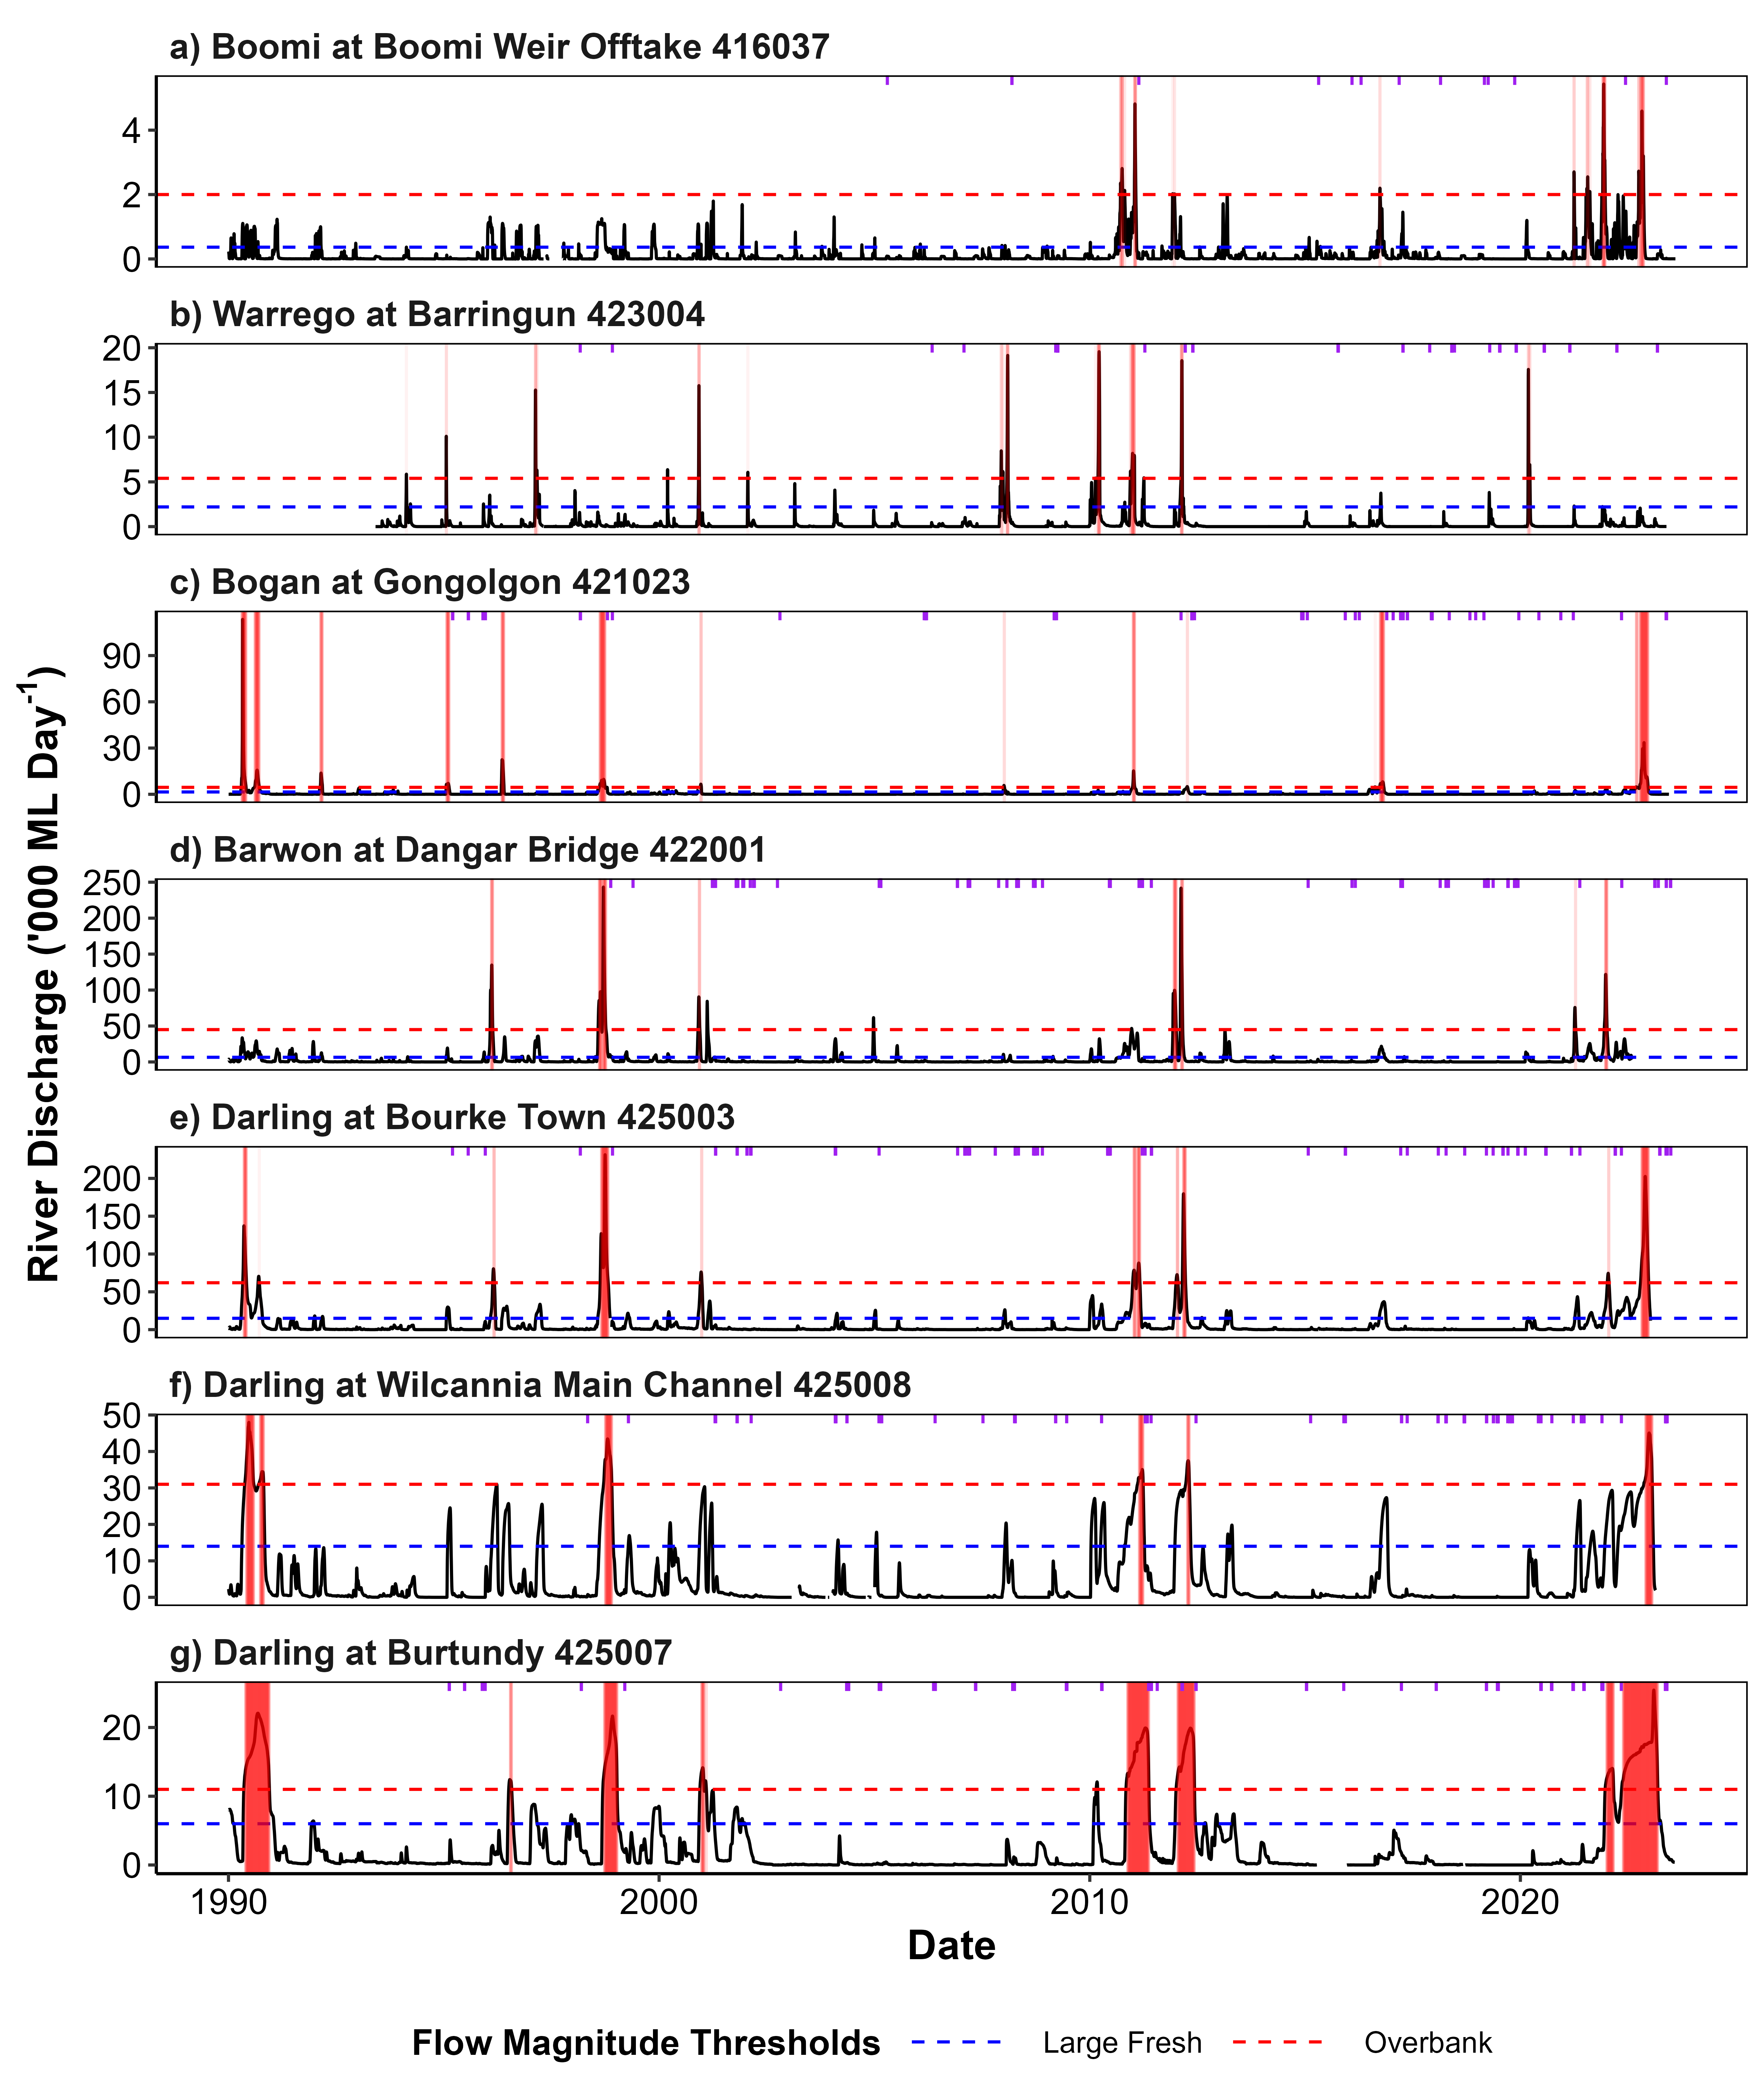 a) Boomi at Boomi Weir Offtake 416037
4
2
0
b) Warrego at Barringun 423004
20
15
10
5
0
c) Bogan at Gongolgon 421023
90
60
30
0
d) Barwon at Dangar Bridge 422001
250
200
150
100
50
0
e) Darling at Bourke Town 425003
200
150
100
50
0
f) Darling at Wilcannia Main Channel 425008
50
40
30
20
10
0
g) Darling at Burtundy 425007
20
10
0
River Discharge ('000 ML Day-1)
1990 2000 2010 2020
Date
Flow Magnitude Thresholds Large Fresh Overbank